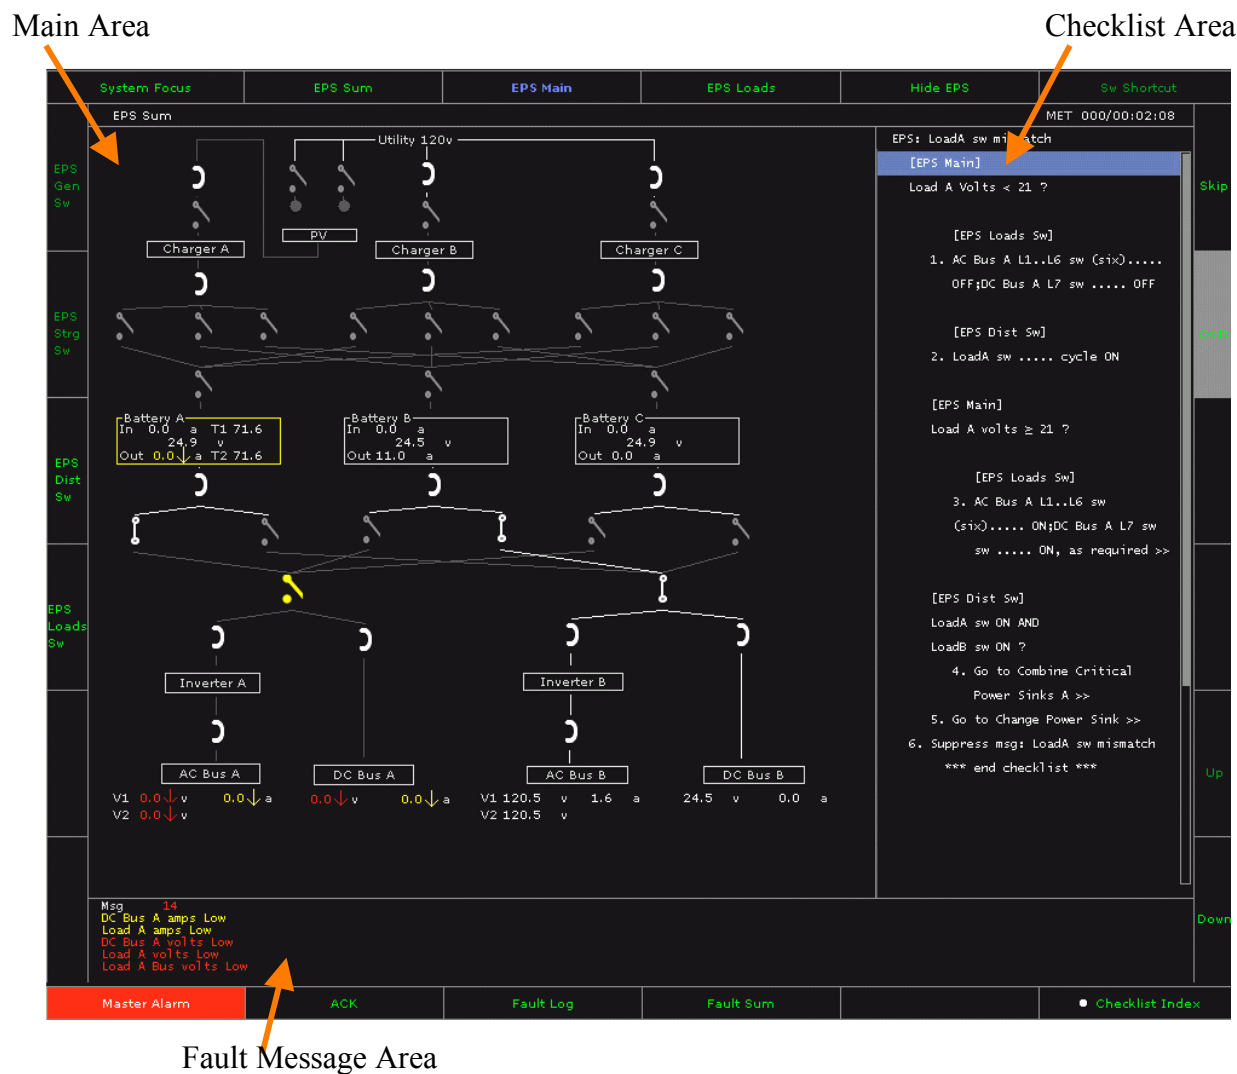 Main Area
Checklist Area
System Focus EPS Sum EPS Main EPS Loads Hide EPS Sw Shortcut
EPS Sum MET 000/00:02:08
EPS Gen Sw
EPS Strg Sw
EPS Dist Sw
EPS Loads Sw
Utility 120v
PV
Charger A Charger B Charger C
Battery A
In 0.0 a T1 71.6
24.9 v
Out 0.0 a T2 71.6
Battery B
In 0.0 a
24.5 v
Out 11.0 a
Battery C
In 0.0 a
24.9 v
Out 0.0 a
Inverter A Inverter B
AC Bus A DC Bus A AC Bus B DC Bus B
V1 0.0 v 0.0 a 0.0 v 0.0 a V1 120.5 v 1.6 a 24.5 v 0.0 a
V2 0.0 v V2 120.5 v
EPS: LoadA sw mismatch
[EPS Main]
Load A Volts < 21 ?
[EPS Loads Sw]
1. AC Bus A L1..L6 sw (six).....
OFF;DC Bus A L7 sw ..... OFF
[EPS Dist Sw]
2. LoadA sw ..... cycle ON
[EPS Main]
Load A volts ≥ 21 ?
[EPS Loads Sw]
3. AC Bus A L1..L6 sw
(six)..... ON;DC Bus A L7 sw
sw ..... ON, as required >>
[EPS Dist Sw]
LoadA sw ON AND
LoadB sw ON ?
4. Go to Combine Critical
Power Sinks A >>
5. Go to Change Power Sink >>
6. Suppress msg: LoadA sw mismatch
*** end checklist ***
Skip
Up
Down
Msg 14
DC Bus A amps Low
Load A amps Low
DC Bus A volts Low
Load A volts Low
Load A Bus volts Low
Master Alarm ACK Fault Log Fault Sum Checklist Index
Fault Message Area